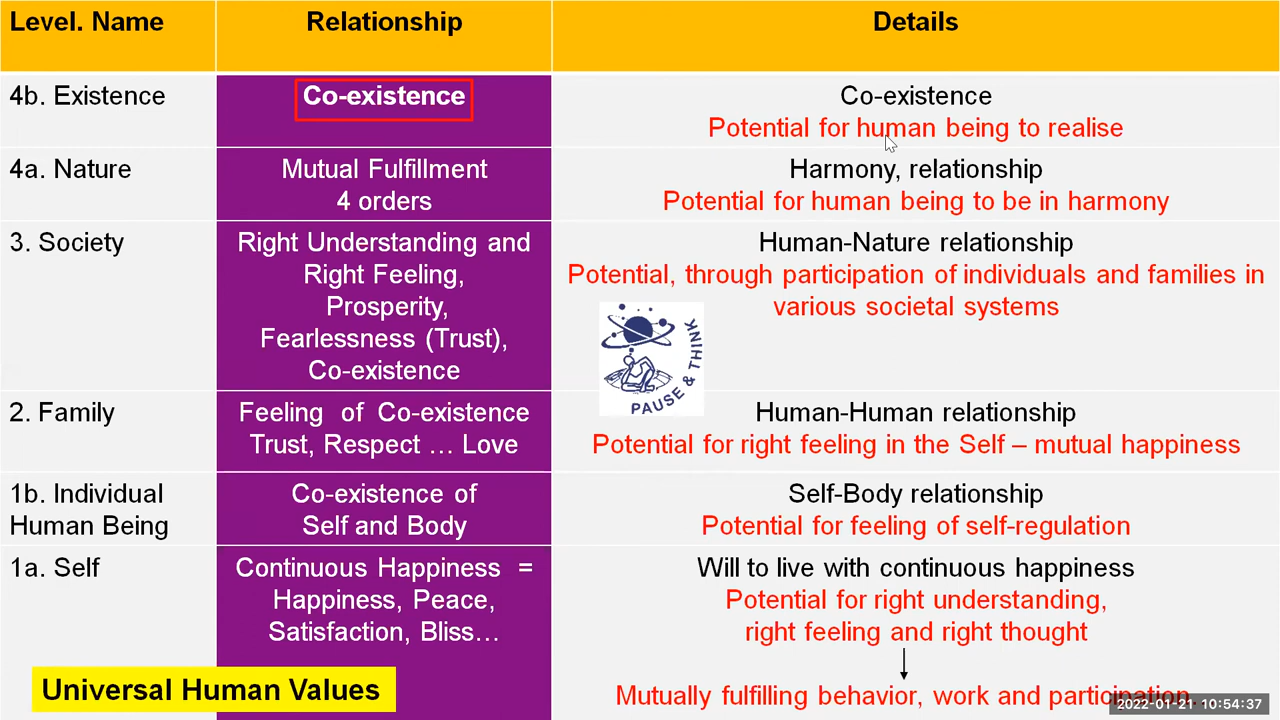 Level. Name
Relationship
Details
4b. Existence
Co-existence
Co-existence
Potential for human being to realise
4a. Nature
Mutual Fulfillment
4 orders
Harmony, relationship
Potential for human being to be in harmony
3. Society
Right Understanding and
Right Feeling,
Prosperity,
Fearlessness (Trust),
Co-existence
Human-Nature relationship
Potential, through participation of individuals and families in
various societal systems
PAUSE & THINK
2. Family
Feeling of Co-existence
Trust, Respect … Love
Human-Human relationship
Potential for right feeling in the Self – mutual happiness
1b. Individual
Human Being
Co-existence of
Self and Body
Self-Body relationship
Potential for feeling of self-regulation
1a. Self
Continuous Happiness =
Happiness, Peace,
Satisfaction, Bliss…
Will to live with continuous happiness
Potential for right understanding,
right feeling and right thought
Mutually fulfilling behavior, work and participation…
Universal Human Values
2022-01-21 10:54:37